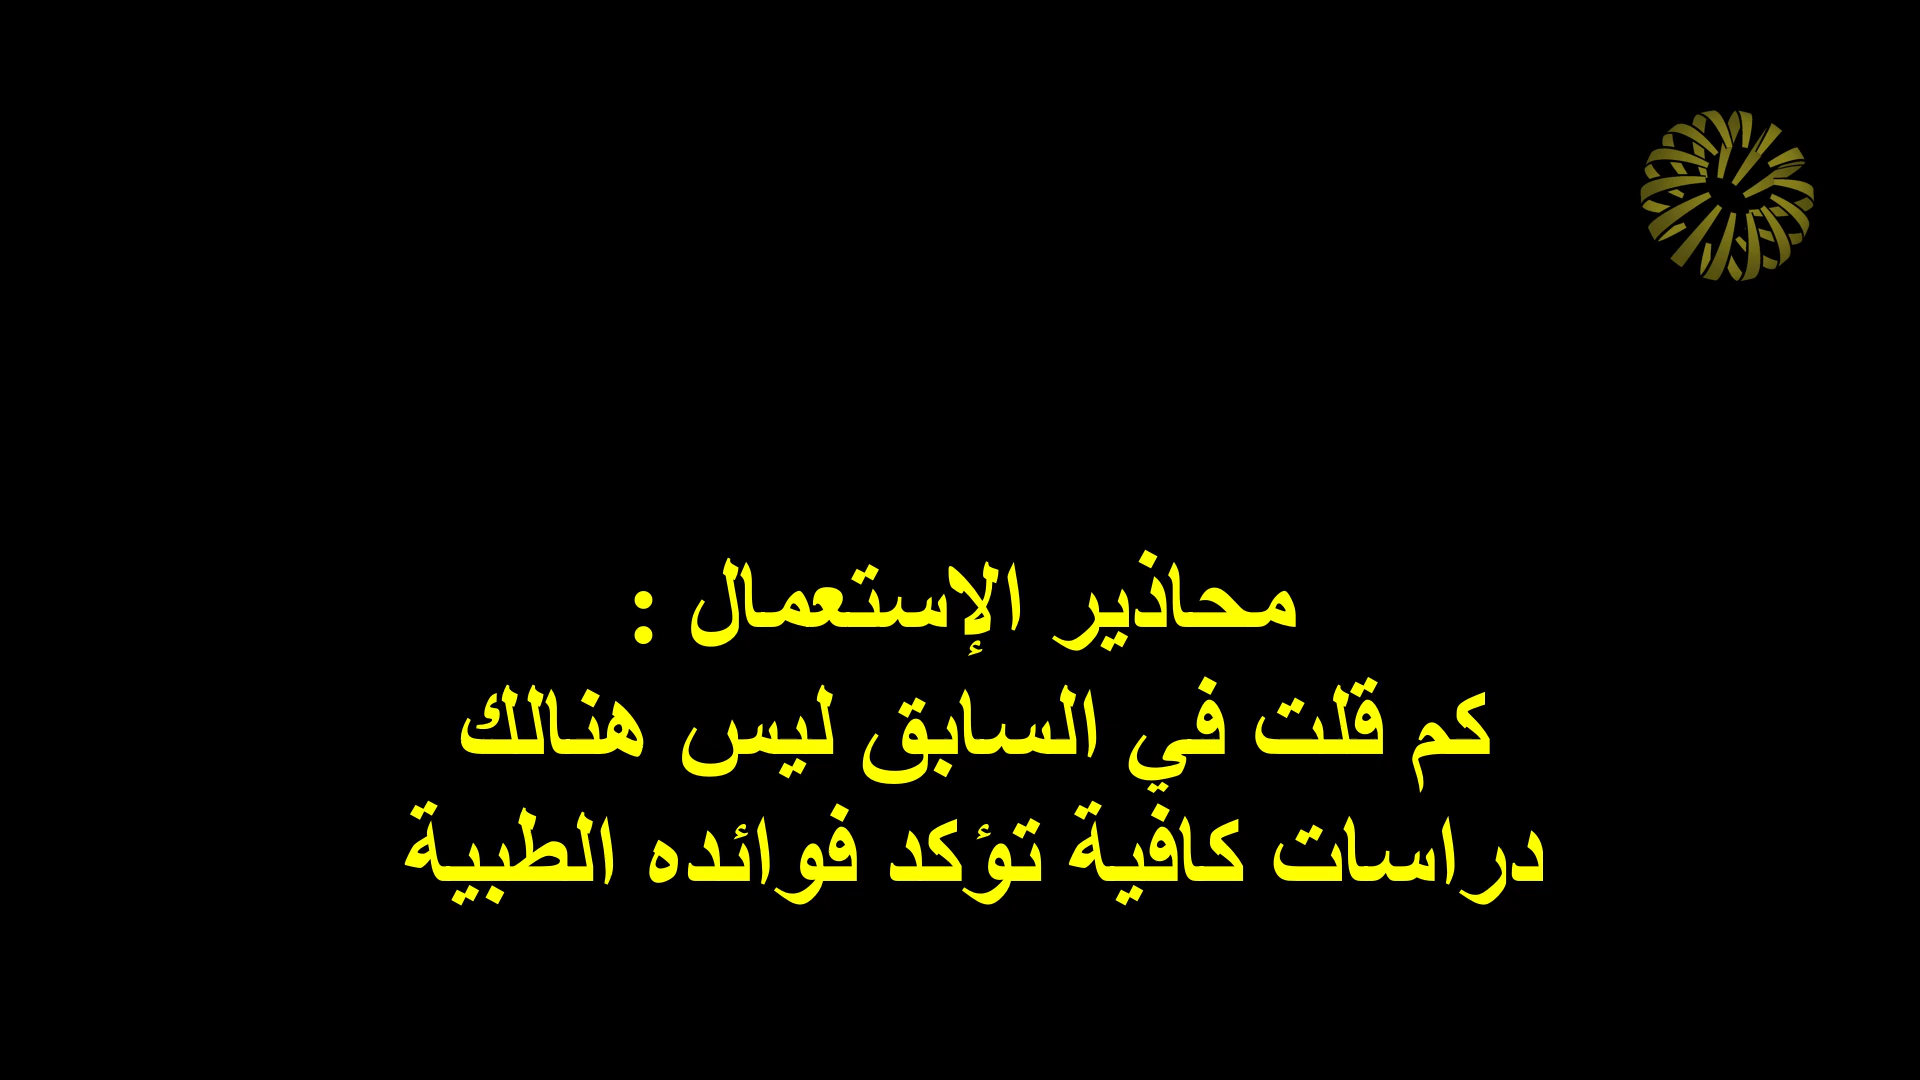 محاذير الإستعمال :
كم قلت في السابق ليس هنالك
دراسات كافية تؤكد فوائده الطبية